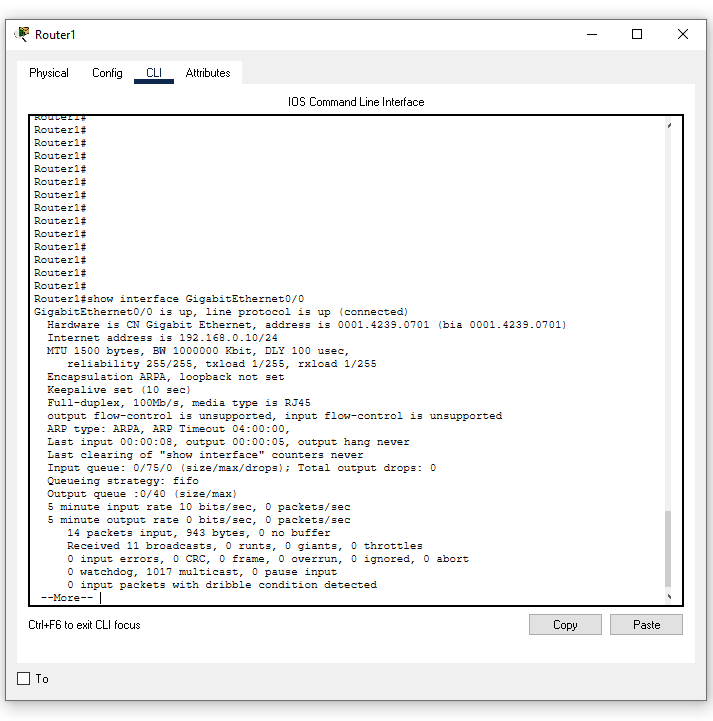 Router1
Physical Config CLI Attributes
IOS Command Line Interface
Router1#
Router1#
Router1#
Router1#
Router1#
Router1#
Router1#
Router1#
Router1#
Router1#
Router1#
Router1#
Router1#
Router1#
Router1#show interface GigabitEthernet0/0
GigabitEthernet0/0 is up, line protocol is up (connected)
Hardware is CN Gigabit Ethernet, address is 0001.4239.0701 (bia 0001.4239.0701)
Internet address is 192.168.0.10/24
MTU 1500 bytes, BW 1000000 Kbit, DLY 100 usec,
reliability 255/255, txload 1/255, rxload 1/255
Encapsulation ARPA, loopback not set
Keepalive set (10 sec)
Full-duplex, 100Mb/s, media type is RJ45
output flow-control is unsupported, input flow-control is unsupported
ARP type: ARPA, ARP Timeout 04:00:00,
Last input 00:00:08, output 00:00:05, output hang never
Last clearing of "show interface" counters never
Input queue: 0/75/0 (size/max/drops); Total output drops: 0
Queueing strategy: fifo
Output queue :0/40 (size/max)
5 minute input rate 10 bits/sec, 0 packets/sec
5 minute output rate 0 bits/sec, 0 packets/sec
14 packets input, 943 bytes, 0 no buffer
Received 11 broadcasts, 0 runts, 0 giants, 0 throttles
0 input errors, 0 CRC, 0 frame, 0 overrun, 0 ignored, 0 abort
0 watchdog, 1017 multicast, 0 pause input
0 input packets with dribble condition detected
--More--
Ctrl+F6 to exit CLI focus
Copy Paste
To